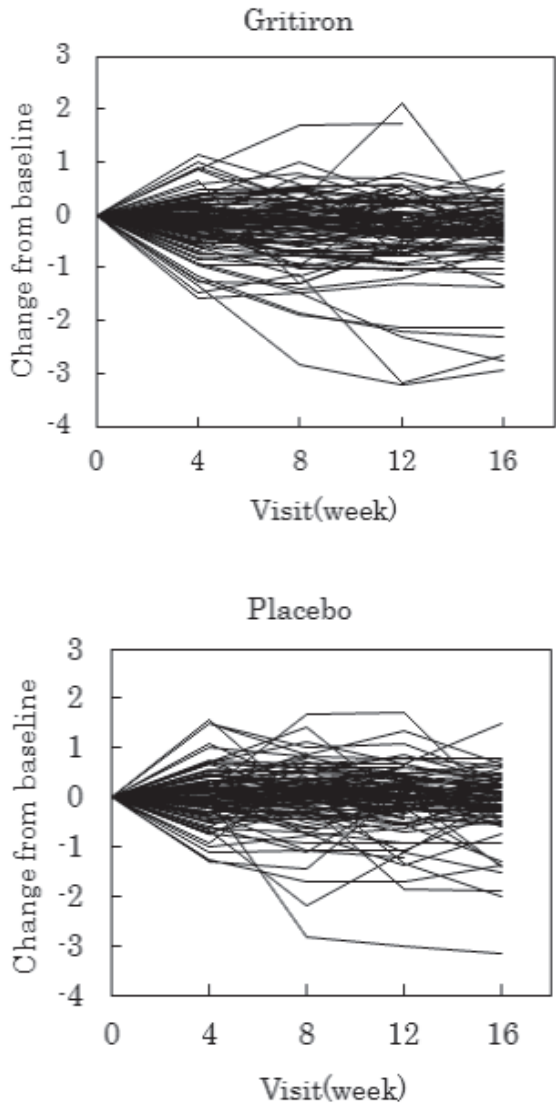 Gritiron
3
2
1
0
-1
-2
-3
-4
Change from baseline
0 4 8 12 16
Visit(week)
Placebo
3
2
1
0
-1
-2
-3
-4
Change from baseline
0 4 8 12 16
Visit(week)